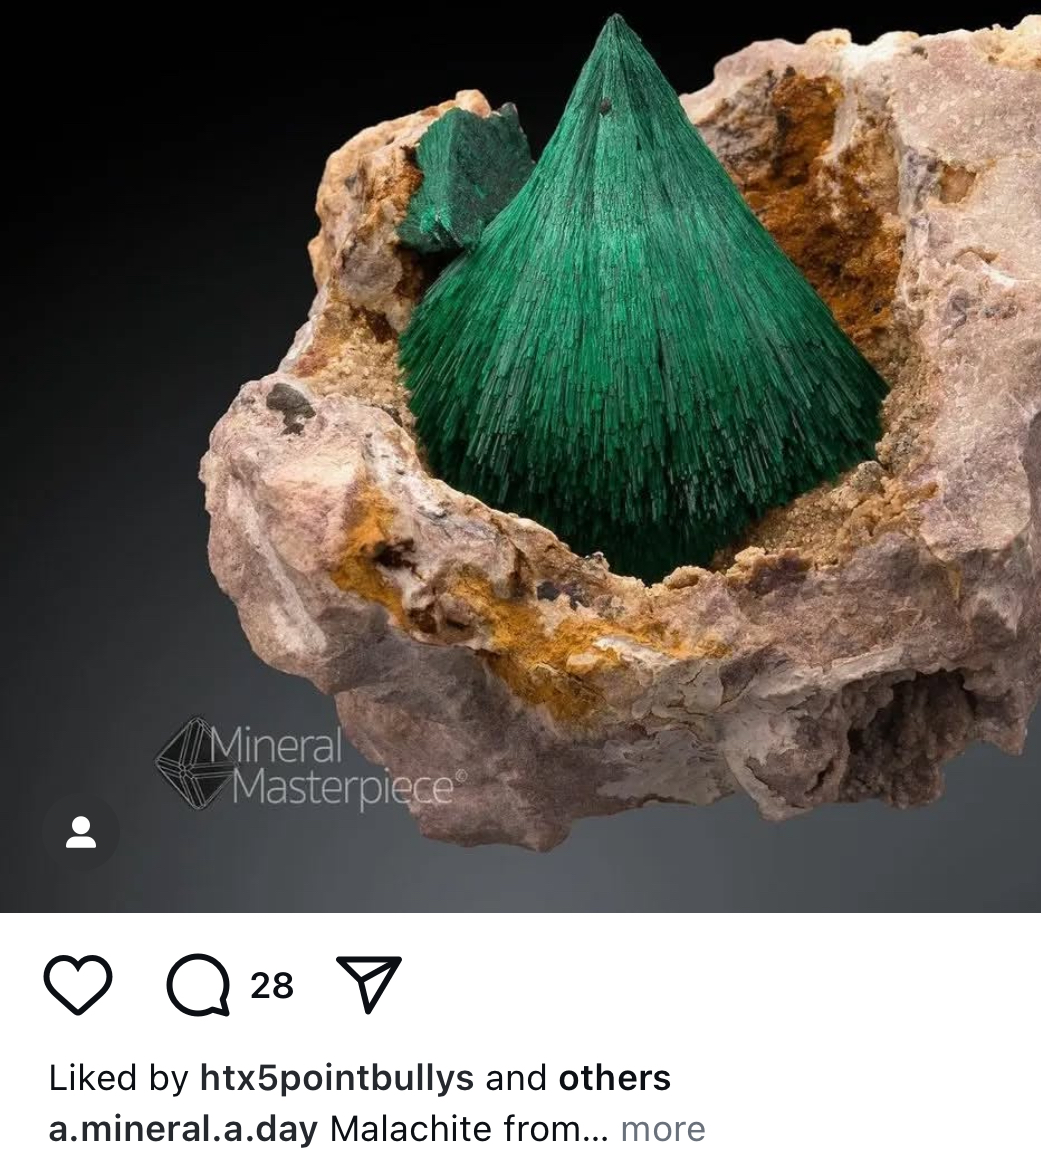 Mineral
Masterpiece©
28
Liked by htx5pointbullys and others
a.mineral.a.day Malachite from... more